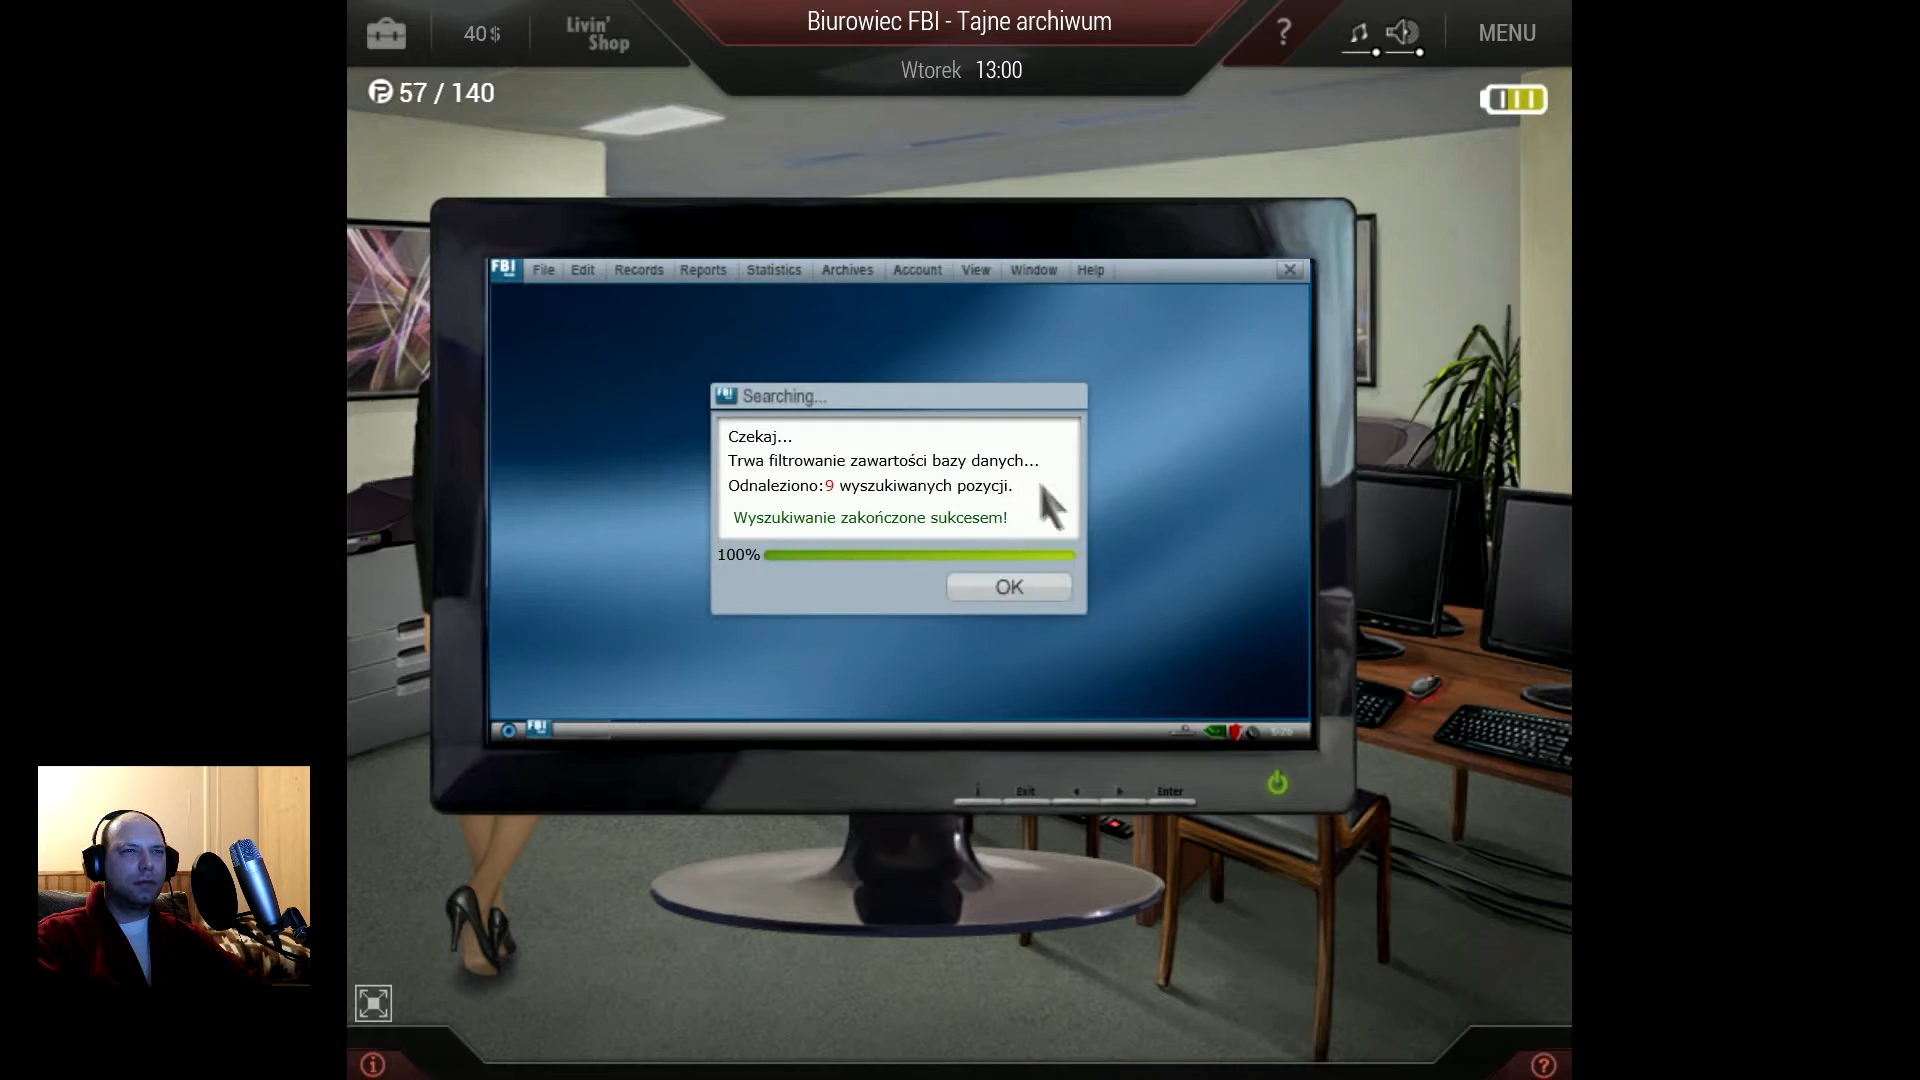 40$
Livin'
Shop
Biurowiec FBI - Tajne archiwum
Wtorek 13:00
?
MENU
57 / 140
FBI File Edit Records Reports Statistics Archives Account View Window Help
FBI Searching...
Czekaj...
Trwa filtrowanie zawartości bazy danych...
Odnaleziono:9 wyszukiwanych pozycji.
Wyszukiwanie zakończone sukcesem!
100%
OK
FBI
Exit
Enter